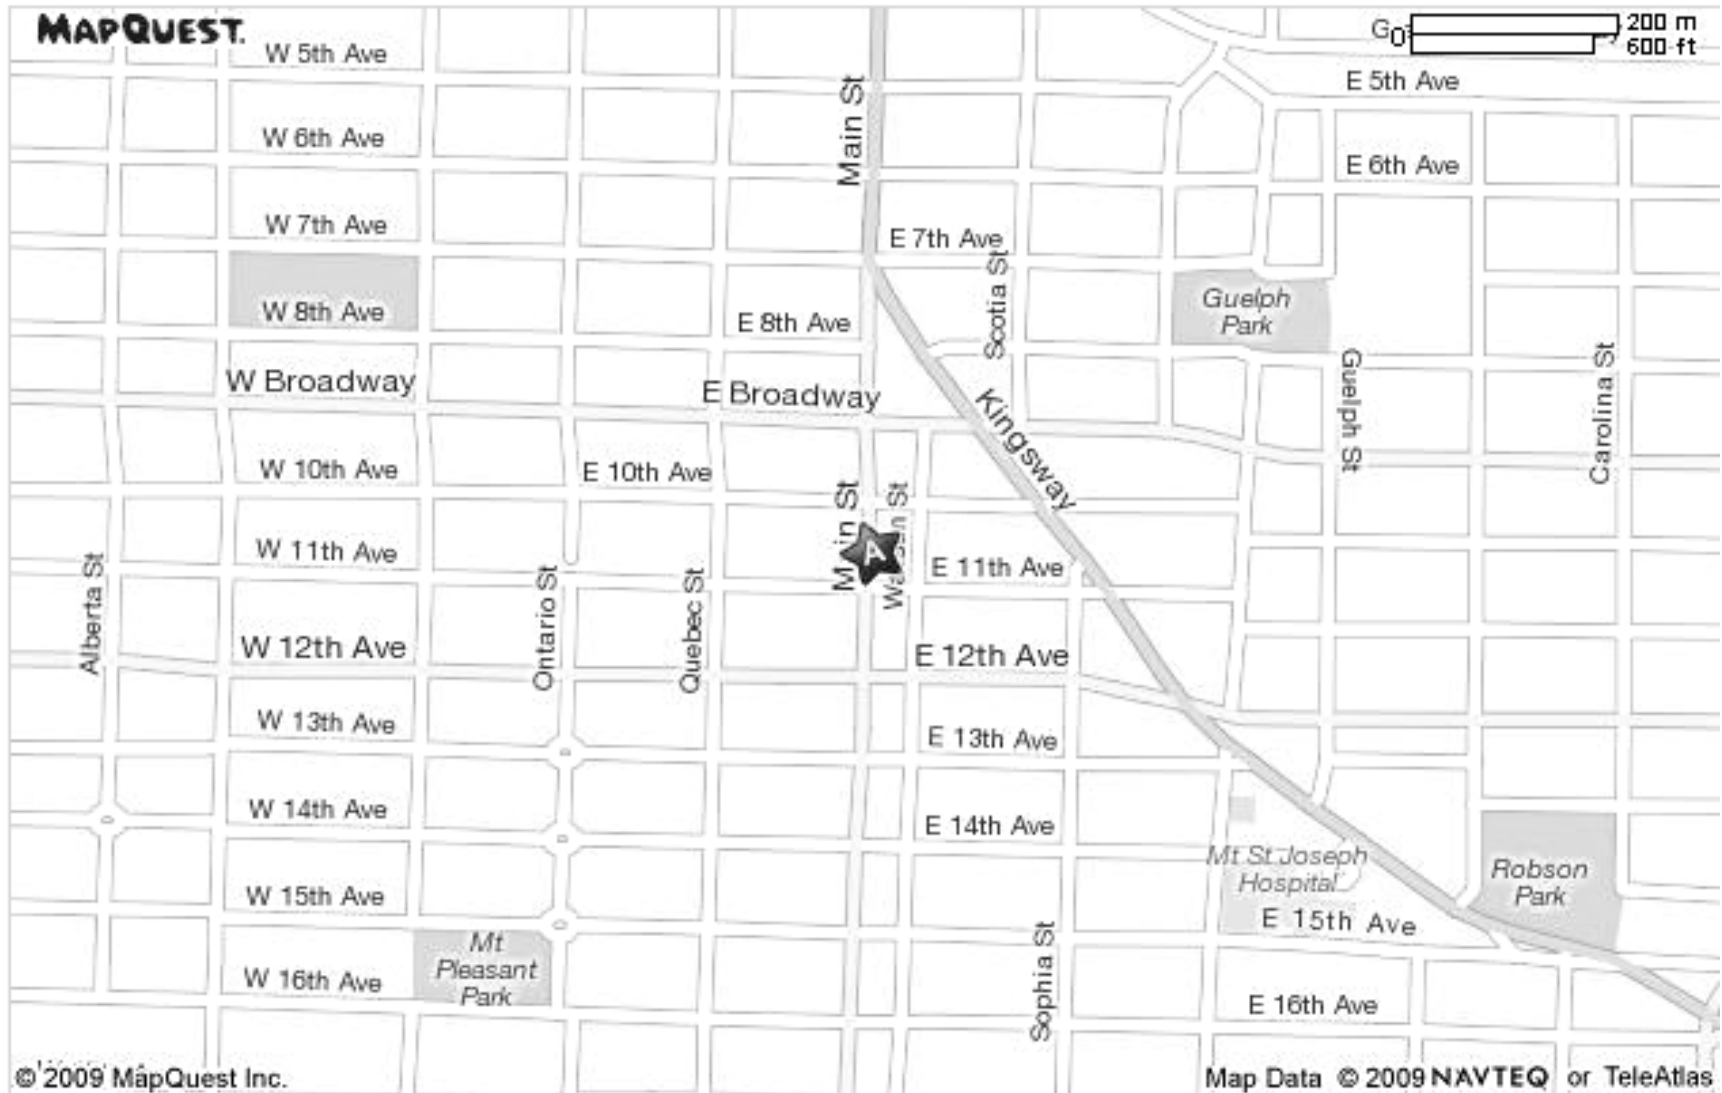 MAPQUEST.
200 m
600 ft
W 5th Ave
E 5th Ave
Main St
W 6th Ave
E 6th Ave
W 7th Ave
E 7th Ave
Scotia St
Guelph
Park
W 8th Ave
E 8th Ave
W Broadway
E Broadway
Kingsway
Guelph St
Carolina St
W 10th Ave
E 10th Ave
Main St
A
W 11th Ave
E 11th Ave
Alberta St
Ontario St
Quebec St
W 12th Ave
E 12th Ave
W 13th Ave
E 13th Ave
W 14th Ave
E 14th Ave
Mt St Joseph
Hospital
Robson
Park
W 15th Ave
E 15th Ave
Mt
Pleasant
Park
Sophia St
W 16th Ave
E 16th Ave
© 2009 MapQuest Inc.
Map Data © 2009 NAVTEQ or TeleAtlas